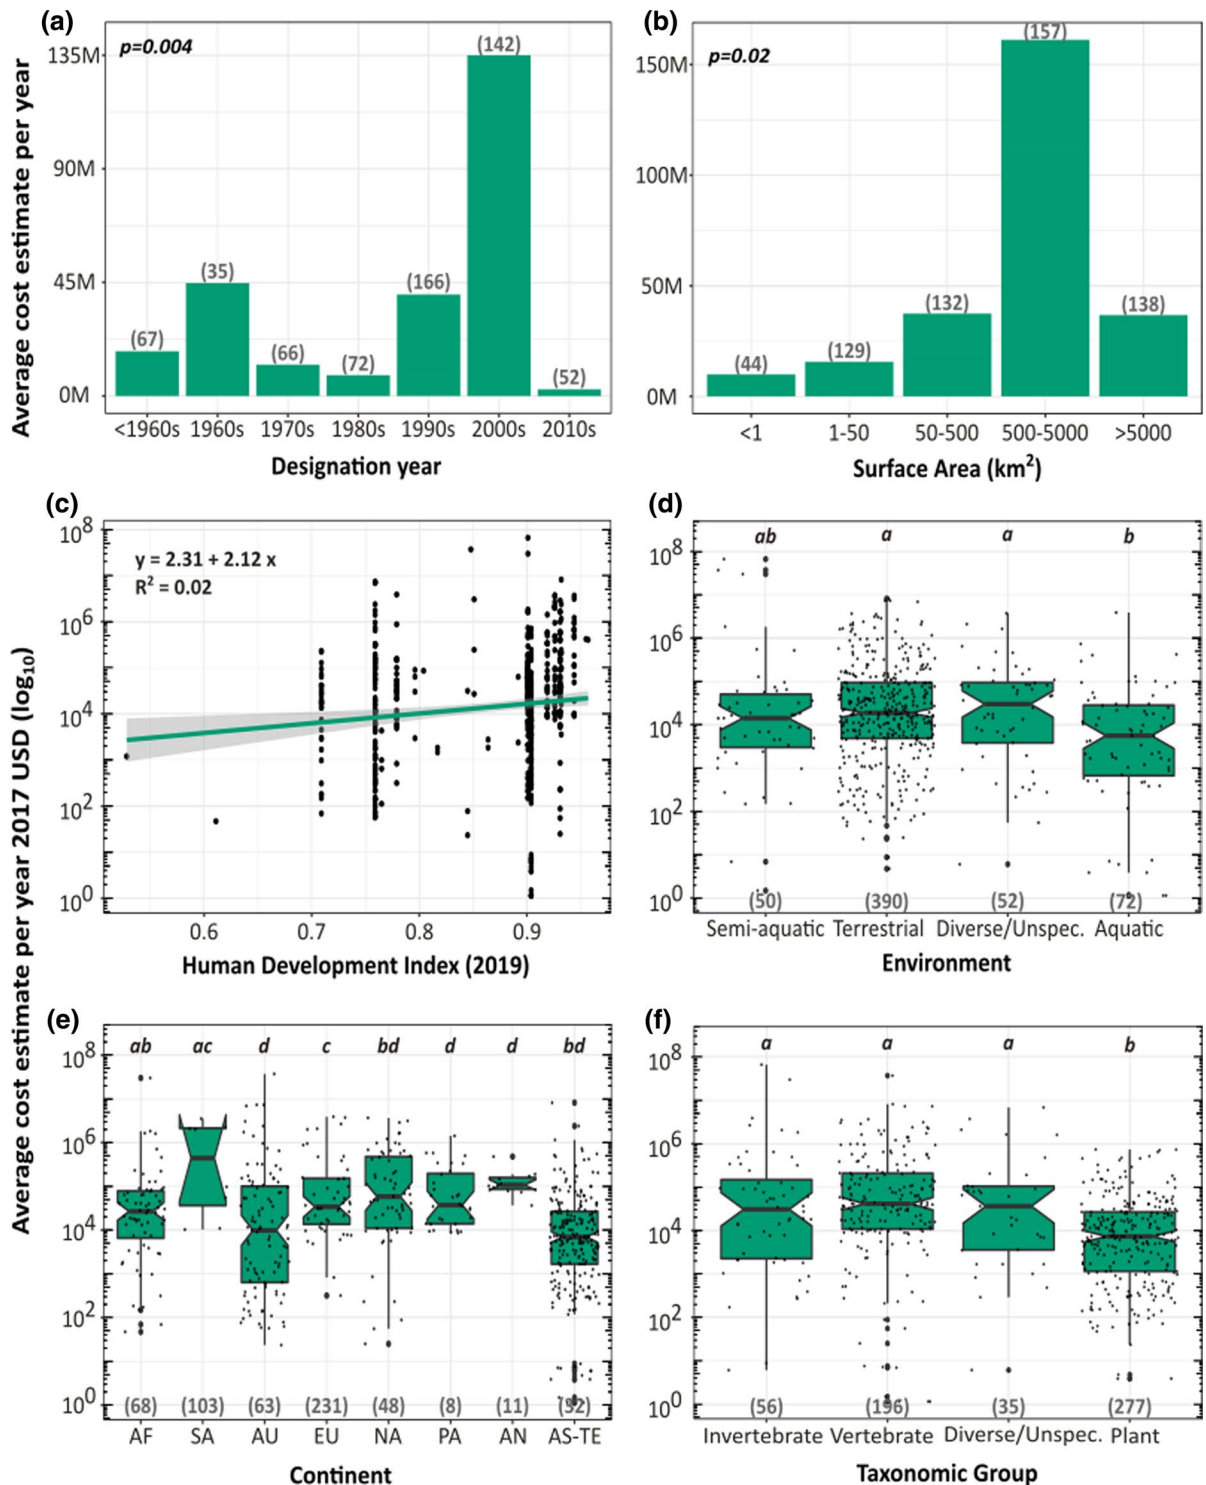 (a)
p=0.004
135M
90M
45M
0M
(67)
(35)
(66)
(72)
(166)
(142)
(52)
<1960s 1960s 1970s 1980s 1990s 2000s 2010s
Designation year
Average cost estimate per year
(b)
p=0.02
150M
100M
50M
0M
(44)
(129)
(132)
(157)
(138)
<1 1-50 50-500 500-5000 >5000
Surface Area (km²)
(c)
y = 2.31 + 2.12 x
R² = 0.02
10⁸
10⁶
10⁴
10²
10⁰
0.6 0.7 0.8 0.9
Human Development Index (2019)
Average cost estimate per year 2017 USD (log₁₀)
(d)
ab a a b
10⁸
10⁶
10⁴
10²
10⁰
(50) (390) (52) (72)
Semi-aquatic Terrestrial Diverse/Unspec. Aquatic
Environment
(e)
ab ac d c bd d d bd
10⁸
10⁶
10⁴
10²
10⁰
(68) (103) (63) (231) (48) (8) (11) (32)
AF SA AU EU NA PA AN AS-TE
Continent
(f)
a a a b
10⁸
10⁶
10⁴
10²
10⁰
(56) (196) (35) (277)
Invertebrate Vertebrate Diverse/Unspec. Plant
Taxonomic Group